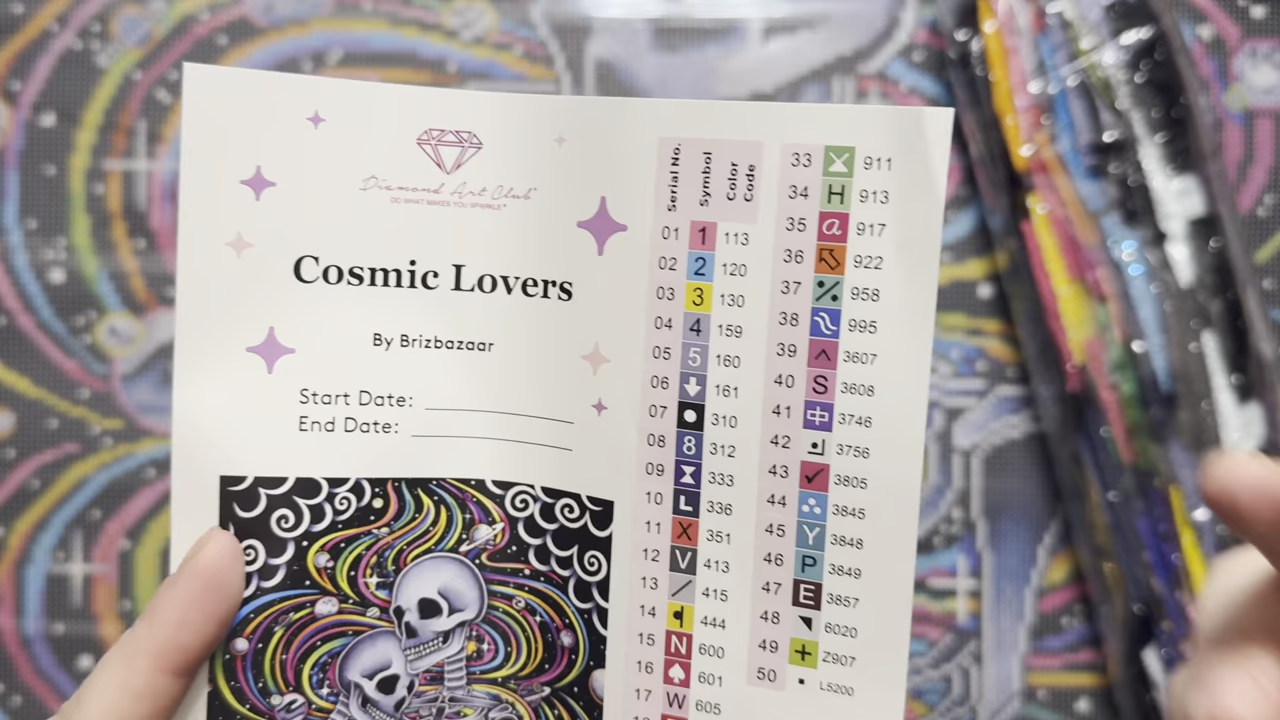 Diamond Art Club
DO WHAT MAKES YOU SPARKLE
Cosmic Lovers
By Brizbazaar
Start Date:
End Date:
Serial No. Symbol Color Code
01 1 113
02 2 120
03 3 130
04 4 159
05 5 160
06 161
07 310
08 8 312
09 333
10 L 336
11 X 351
12 V 413
13 / 415
14 444
15 N 600
16 ♠ 601
17 W 605
33 911
34 H 913
35 a 917
36 922
37 958
38 995
39 ^ 3607
40 S 3608
41 中 3746
42 3756
43 ✓ 3805
44 3845
45 Y 3848
46 P 3849
47 E 3857
48 6020
49 + Z907
50 L5200